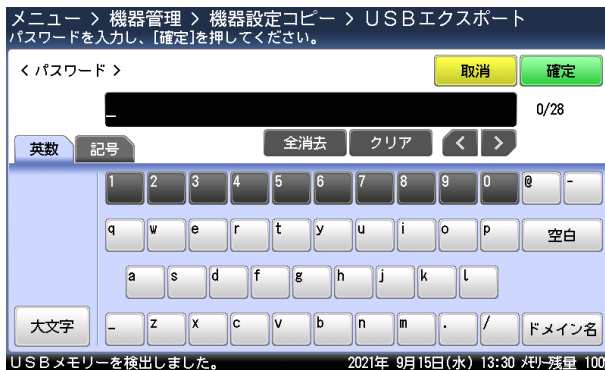 メニュー > 機器管理 > 機器設定コピー > USBエクスポート
パスワードを入力し、[確定]を押してください。
<パスワード> 取消 確定
_ 0/28
英数 記号 全消去 クリア < >
1 2 3 4 5 6 7 8 9 0 @ -
q w e r t y u i o p 空白
a s d f g h j k l
大文字 _ z x c v b n m . / ドメイン名
USBメモリーを検出しました。 2021年 9月15日(水) 13:30 メモリー残量 100